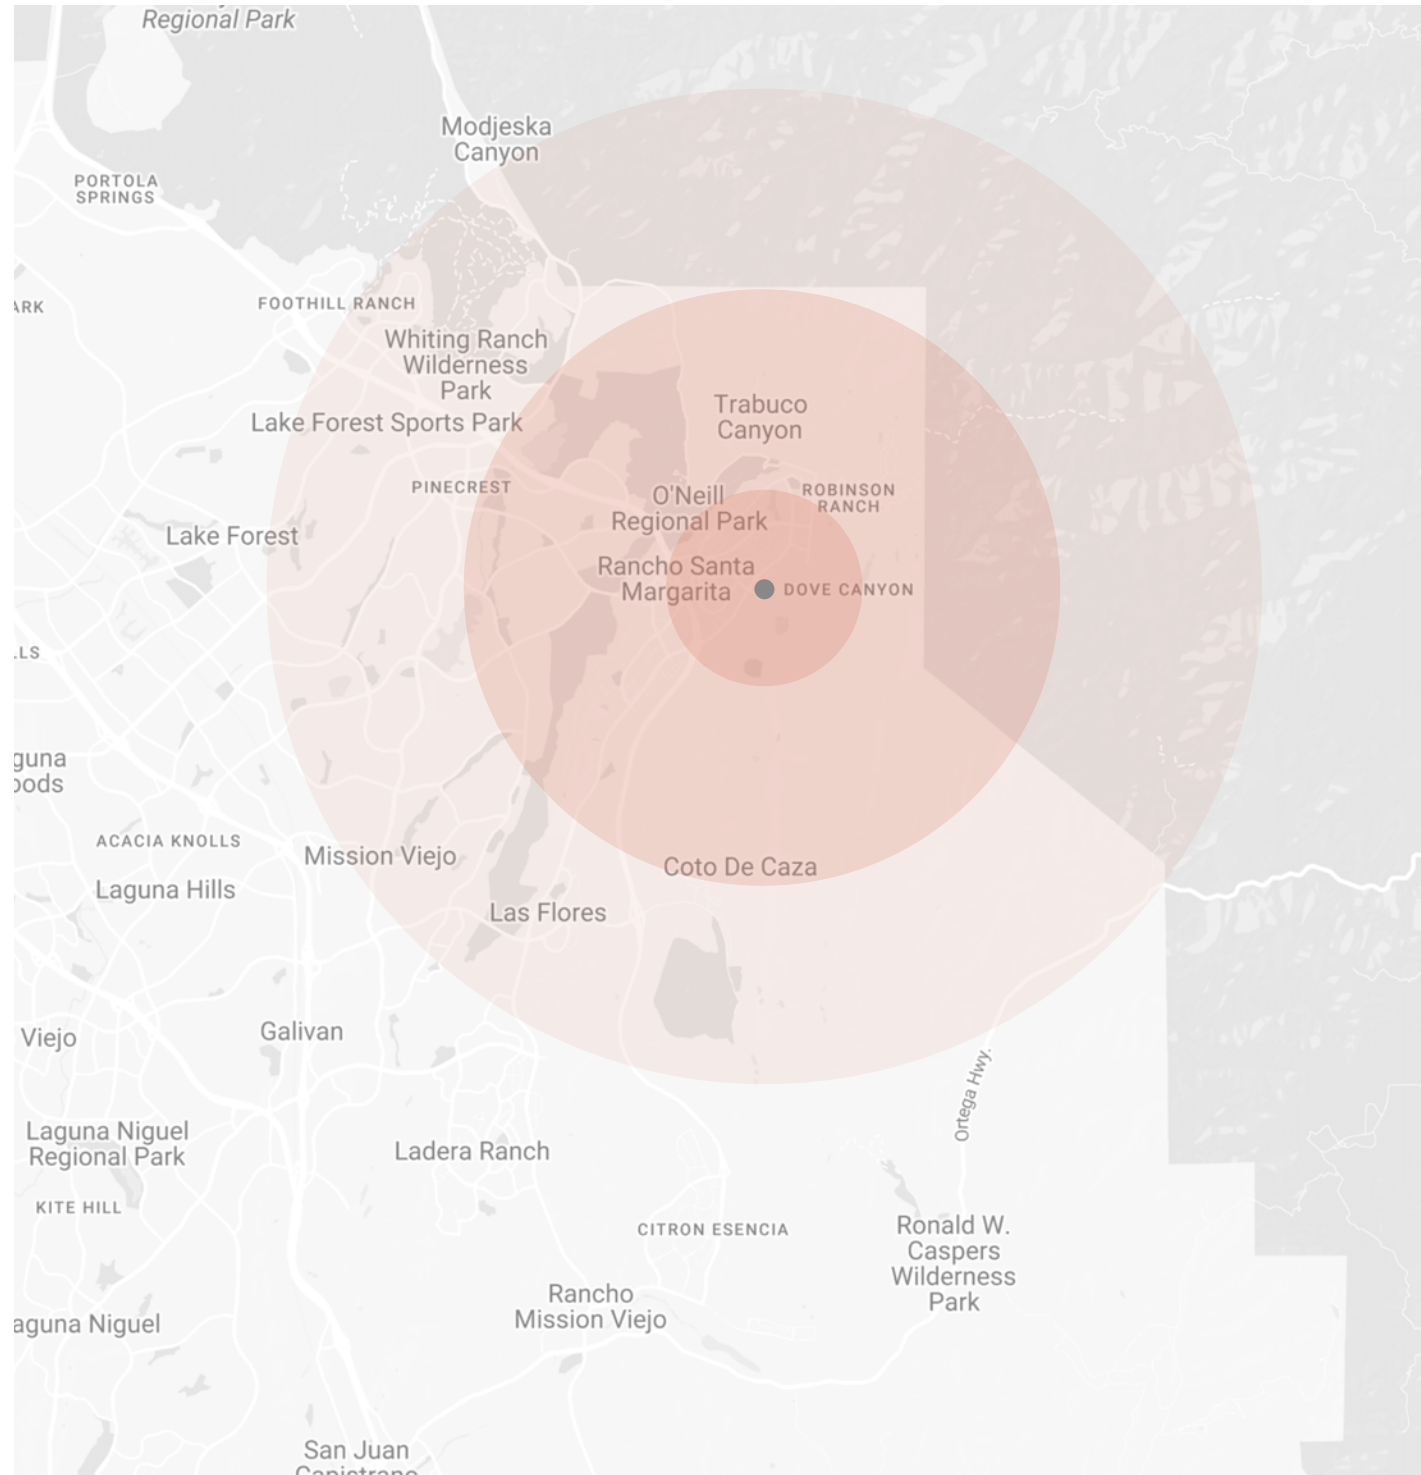 Regional Park
Modjeska
Canyon
PORTOLA
SPRINGS
ARK
FOOTHILL RANCH
Whiting Ranch
Wilderness
Park
Lake Forest Sports Park
Trabuco
Canyon
PINECREST
O'Neill
Regional Park
ROBINSON
RANCH
Lake Forest
Rancho Santa
Margarita
DOVE CANYON
LLS
guna
oods
ACACIA KNOLLS
Mission Viejo
Coto De Caza
Laguna Hills
Las Flores
Viejo
Galivan
Ortega Hwy.
Laguna Niguel
Regional Park
Ladera Ranch
KITE HILL
CITRON ESENCIA
Ronald W.
Caspers
Wilderness
Park
Rancho
Mission Viejo
aguna Niguel
San Juan
Capistrano